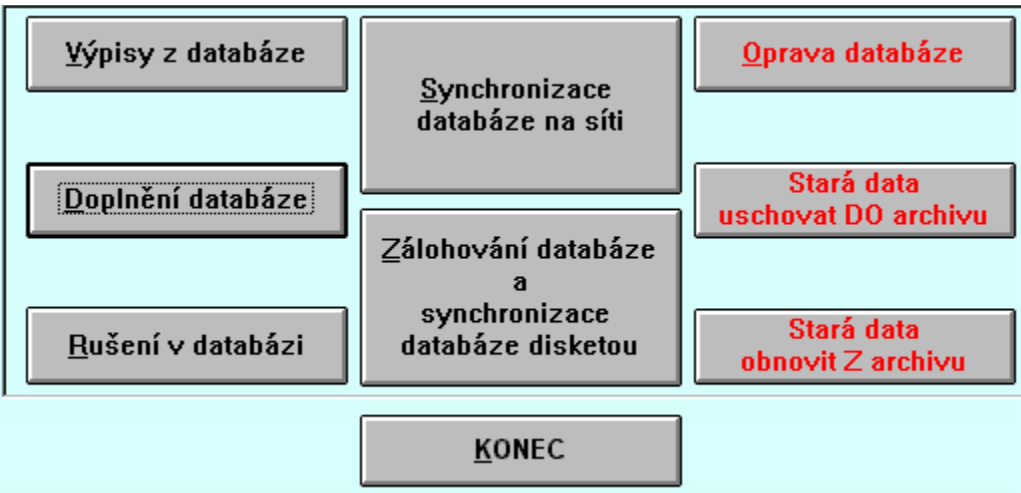 Výpisy z databáze
Doplnění databáze
Rušení v databázi
Synchronizace
databáze na síti
Zálohování databáze
a
synchronizace
databáze disketou
Oprava databáze
Stará data
uschovat DO archivu
Stará data
obnovit Z archivu
KONEC